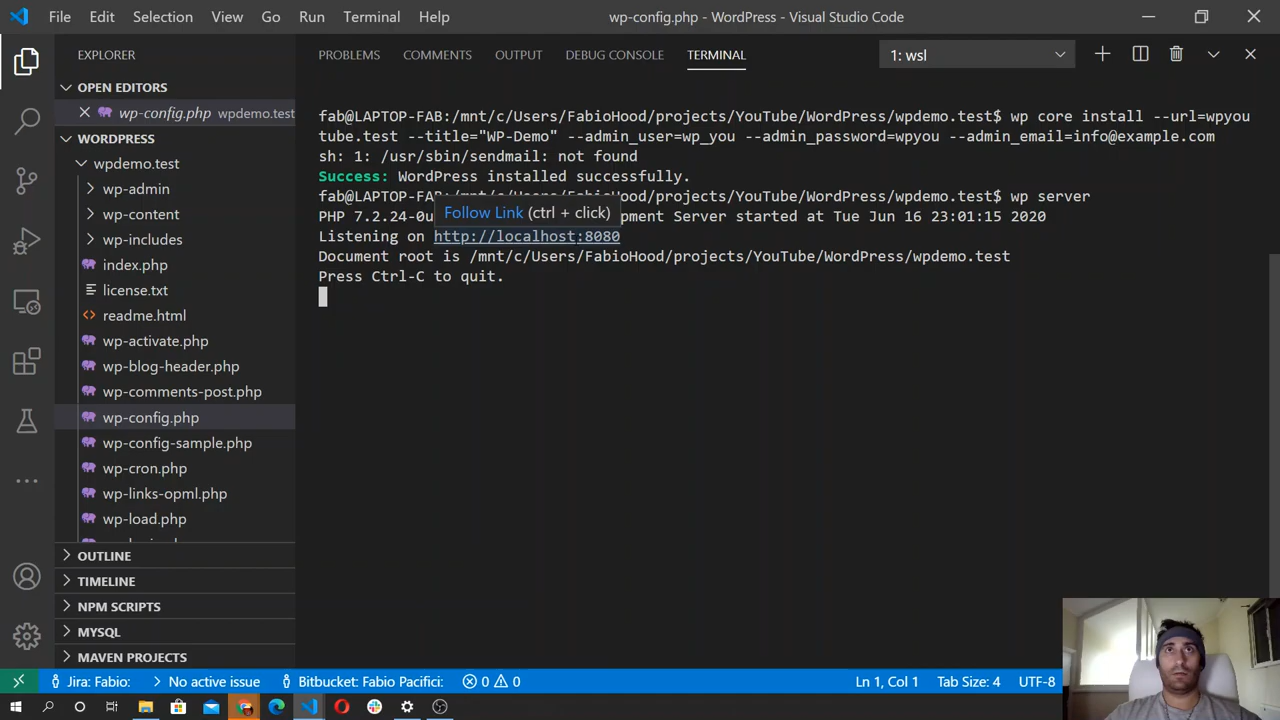 File Edit Selection View Go Run Terminal Help wp-config.php - WordPress - Visual Studio Code
EXPLORER
OPEN EDITORS
wp-config.php wpdemo.test
WORDPRESS
wpdemo.test
wp-admin
wp-content
wp-includes
index.php
license.txt
readme.html
wp-activate.php
wp-blog-header.php
wp-comments-post.php
wp-config.php
wp-config-sample.php
wp-cron.php
wp-links-opml.php
wp-load.php
OUTLINE
TIMELINE
NPM SCRIPTS
MYSQL
MAVEN PROJECTS
PROBLEMS COMMENTS OUTPUT DEBUG CONSOLE TERMINAL 1: wsl
fab@LAPTOP-FAB:/mnt/c/Users/FabioHood/projects/YouTube/WordPress/wpdemo.test$ wp core install --url=wpyou
tube.test --title="WP-Demo" --admin_user=wp_you --admin_password=wpyou --admin_email=info@example.com
sh: 1: /usr/sbin/sendmail: not found
Success: WordPress installed successfully.
fab@LAPTOP-FAB:/mnt/c/Users/FabioHood/projects/YouTube/WordPress/wpdemo.test$ wp server
Follow Link (ctrl + click)
PHP 7.2.24-0u pment Server started at Tue Jun 16 23:01:15 2020
Listening on http://localhost:8080
Document root is /mnt/c/Users/FabioHood/projects/YouTube/WordPress/wpdemo.test
Press Ctrl-C to quit.
Jira: Fabio: No active issue Bitbucket: Fabio Pacifici: 0 0 Ln 1, Col 1 Tab Size: 4 UTF-8